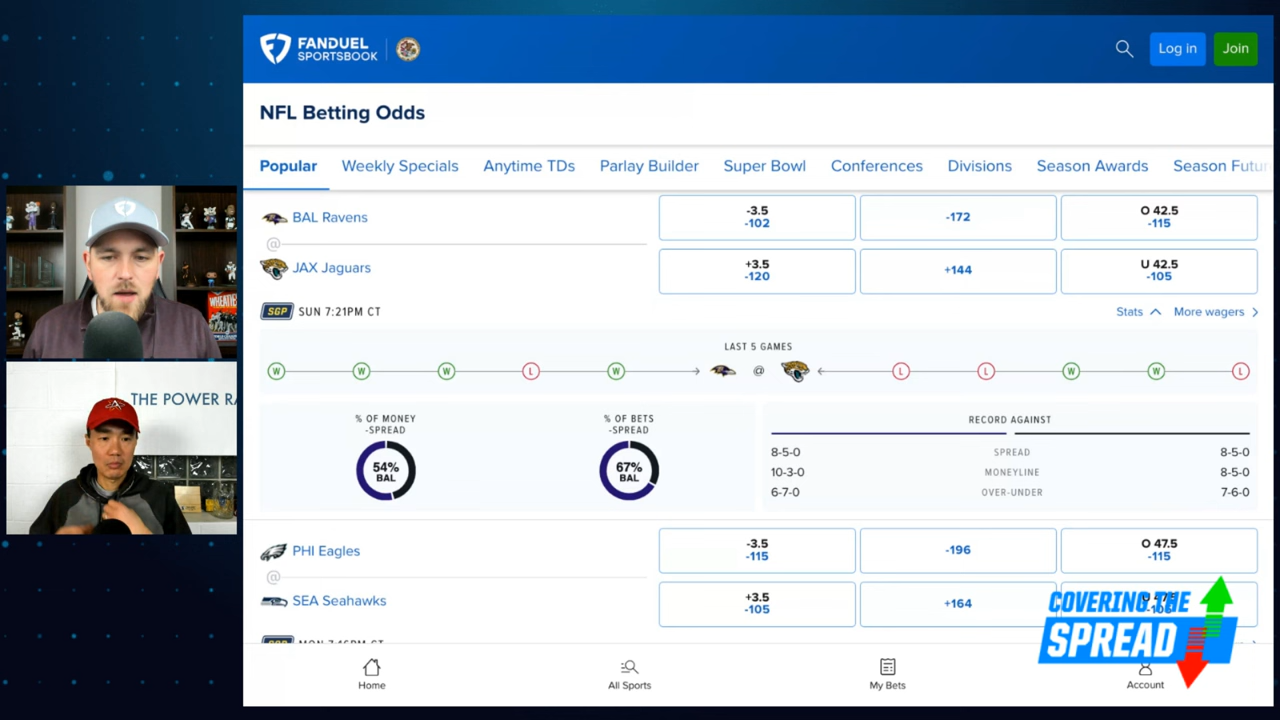 FANDUEL
SPORTSBOOK
Log in
Join
NFL Betting Odds
Popular
Weekly Specials
Anytime TDs
Parlay Builder
Super Bowl
Conferences
Divisions
Season Awards
Season Futur
BAL Ravens
-3.5
-102
-172
O 42.5
-115
@
JAX Jaguars
+3.5
-120
+144
U 42.5
-105
SGP SUN 7:21PM CT
Stats
More wagers
LAST 5 GAMES
W W W L W @ L L W W L
% OF MONEY
-SPREAD
54%
BAL
% OF BETS
-SPREAD
67%
BAL
RECORD AGAINST
8-5-0 SPREAD 8-5-0
10-3-0 MONEYLINE 8-5-0
6-7-0 OVER-UNDER 7-6-0
PHI Eagles
-3.5
-115
-196
O 47.5
-115
@
SEA Seahawks
+3.5
-105
+164
COVERING THE
SPREAD
Home
All Sports
My Bets
Account
WHEATIES
THE POWER RA
A